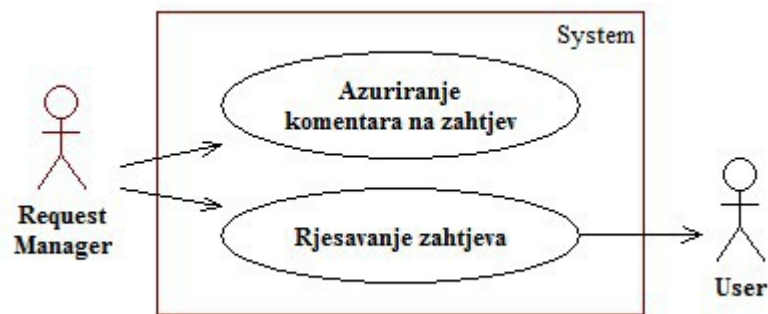 System
Azuriranje
komentara na zahtjev
Request
Manager
Rjesavanje zahtjeva
User